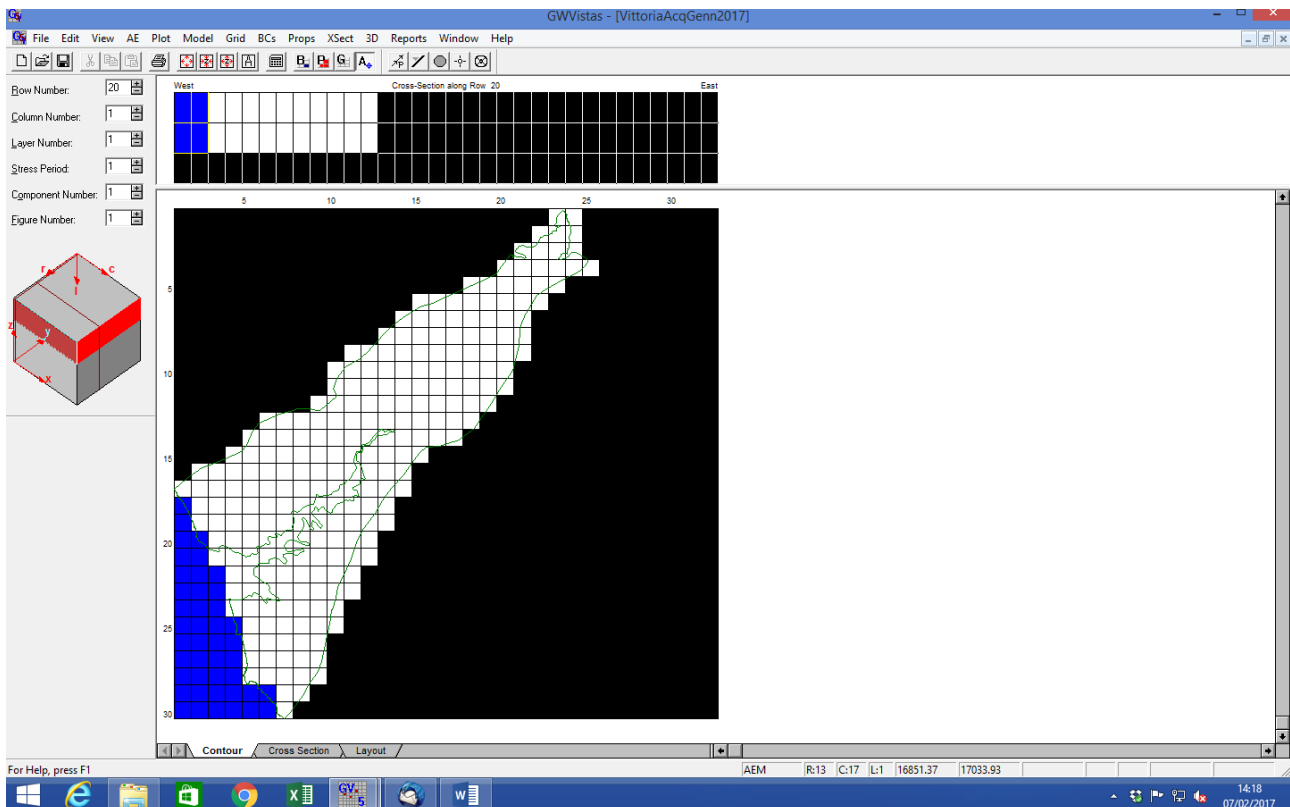 GWVistas - [VittoriaAcqGenn2017]
File Edit View AE Plot Model Grid BCs Props XSect 3D Reports Window Help
Row Number: 20
Column Number: 1
Layer Number: 1
Stress Period: 1
Component Number: 1
Figure Number: 1
West Cross-Section along Row 20 East
5 10 15 20 25 30
5
10
15
20
25
30
r c
l
z y
x
Contour Cross Section Layout
For Help, press F1
AEM R:13 C:17 L:1 16851.37 17033.93
14:18
07/02/2017